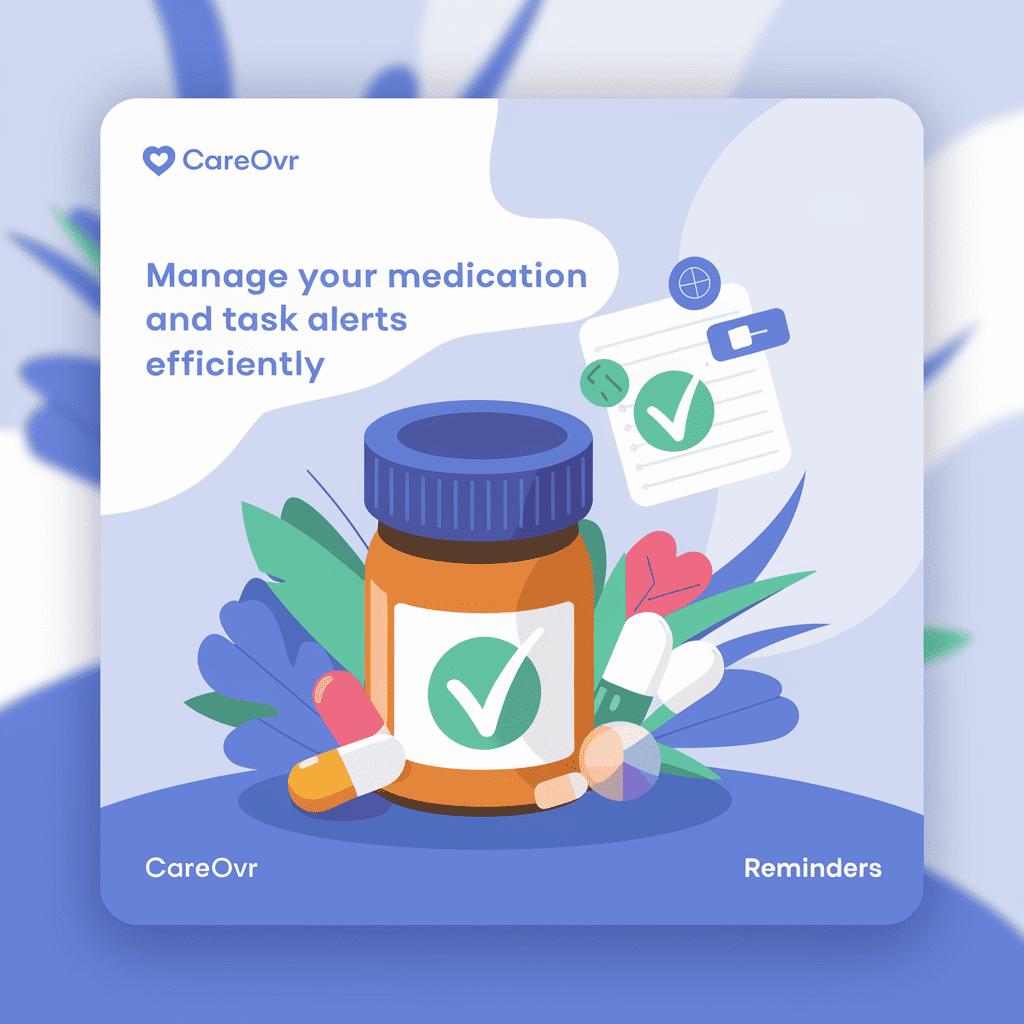 CareOvr
Manage your medication
and task alerts
efficiently
CareOvr
Reminders